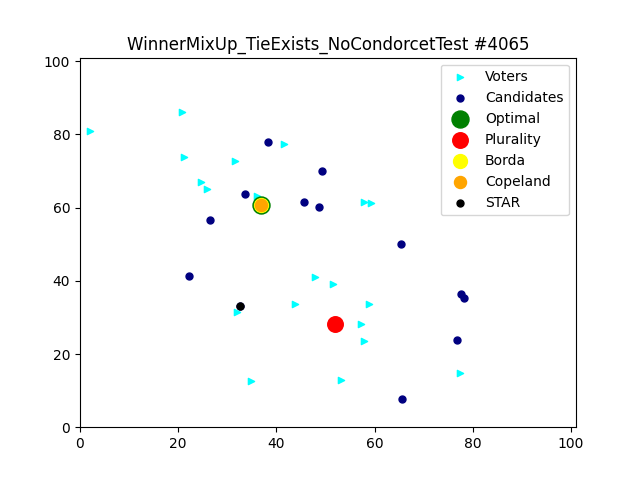 WinnerMixUp_TieExists_NoCondorcetTest #4065
Voters
Candidates
Optimal
Plurality
Borda
Copeland
STAR
100
80
60
40
20
0
0 20 40 60 80 100